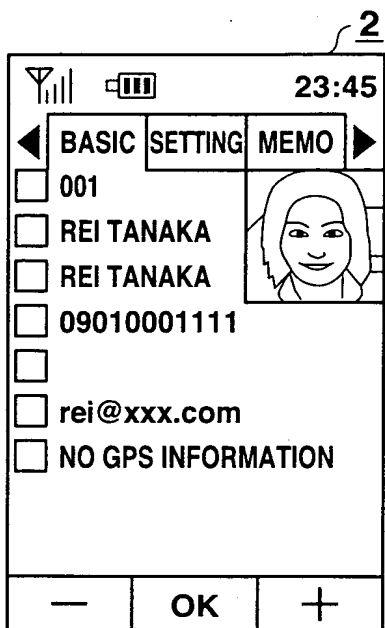 2
23:45
BASIC SETTING MEMO
001
REI TANAKA
REI TANAKA
09010001111
rei@xxx.com
NO GPS INFORMATION
— OK +